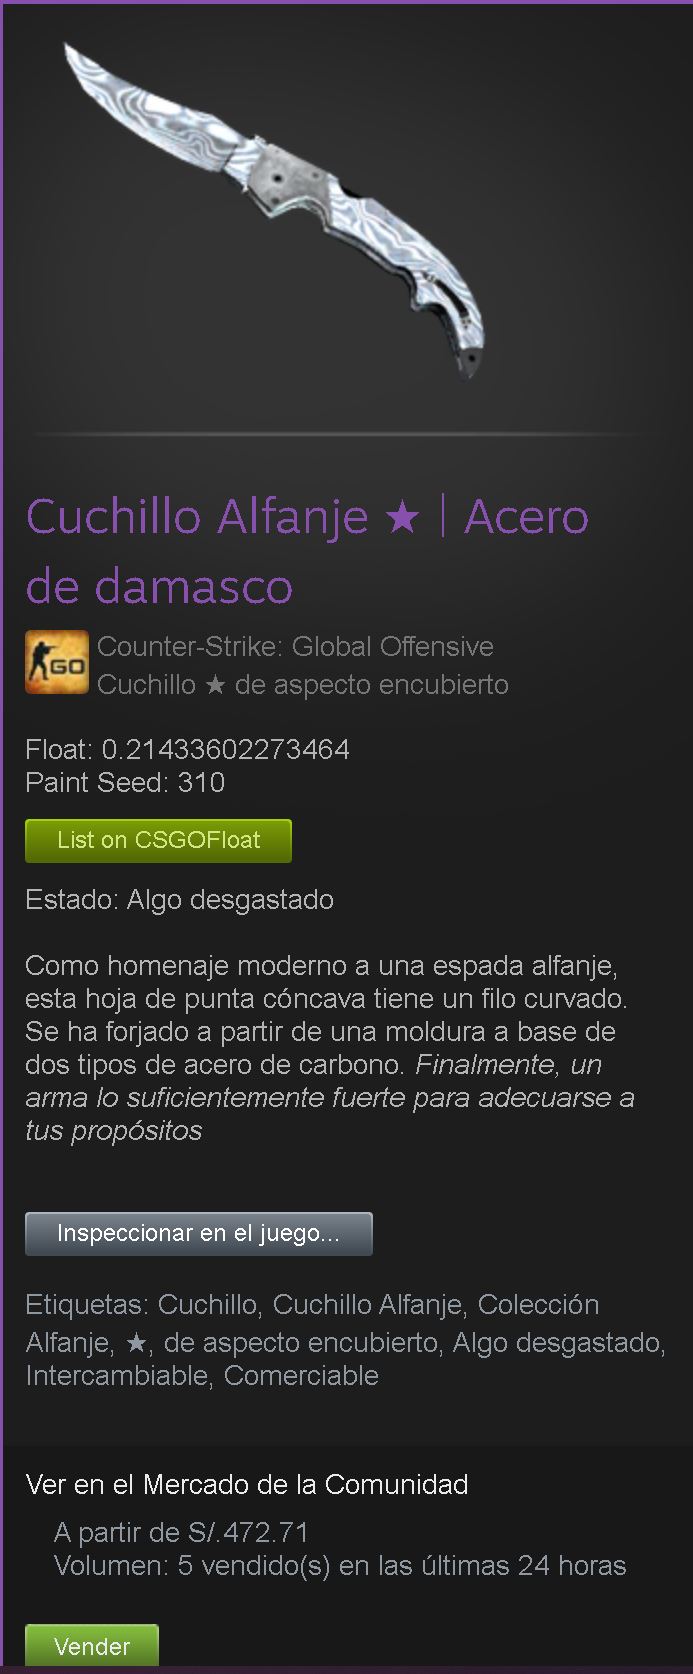 Cuchillo Alfanje ★ | Acero
de damasco
GO
Counter-Strike: Global Offensive
Cuchillo ★ de aspecto encubierto
Float: 0.21433602273464
Paint Seed: 310
List on CSGOFloat
Estado: Algo desgastado
Como homenaje moderno a una espada alfanje,
esta hoja de punta cóncava tiene un filo curvado.
Se ha forjado a partir de una moldura a base de
dos tipos de acero de carbono. Finalmente, un
arma lo suficientemente fuerte para adecuarse a
tus propósitos
Inspeccionar en el juego...
Etiquetas: Cuchillo, Cuchillo Alfanje, Colección
Alfanje, ★, de aspecto encubierto, Algo desgastado,
Intercambiable, Comerciable
Ver en el Mercado de la Comunidad
A partir de S/.472.71
Volumen: 5 vendido(s) en las últimas 24 horas
Vender